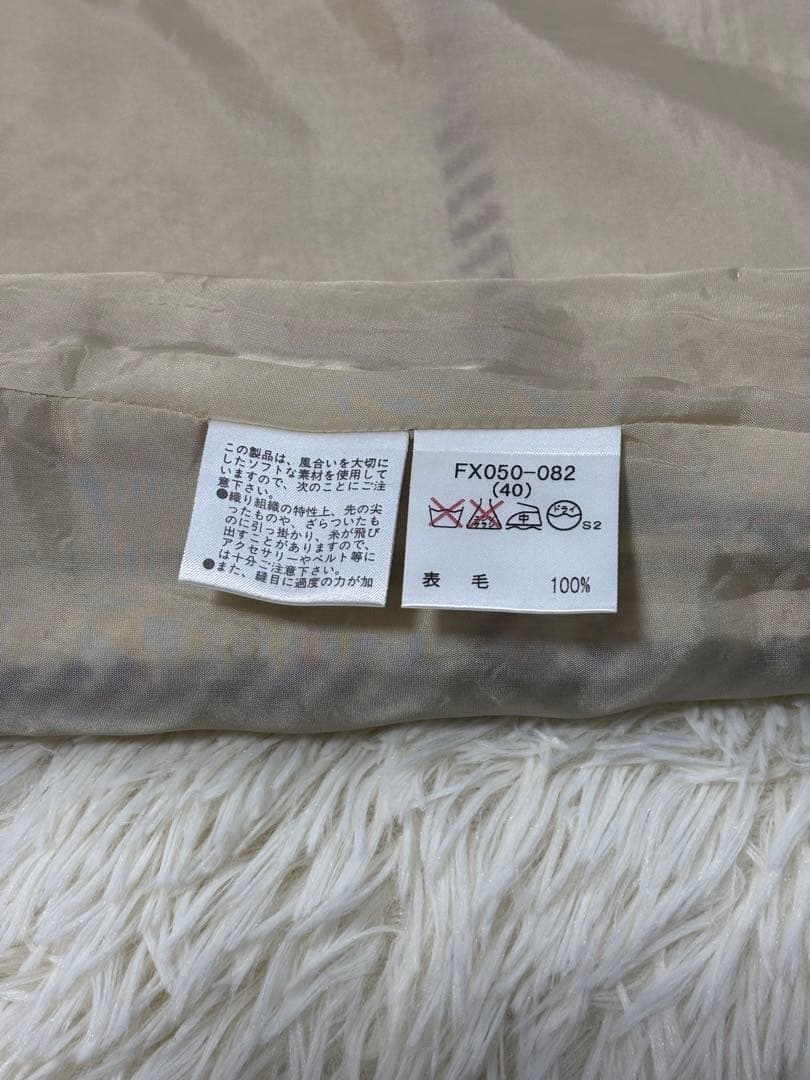 この製品は、風合いを大切に
したソフトな素材を使用して
いますので、次のことにご注
意下さい。
●織り組織の特性上、先の尖
ったものや、ざらついたも
のに引っ掛かり、糸が飛び
出すことがありますので、
アクセサリーやベルト等に
は十分ご注意下さい。
●また、縫目に過度の力が加
FX050-082
(40)
中
ドライ
S2
表 毛 100%